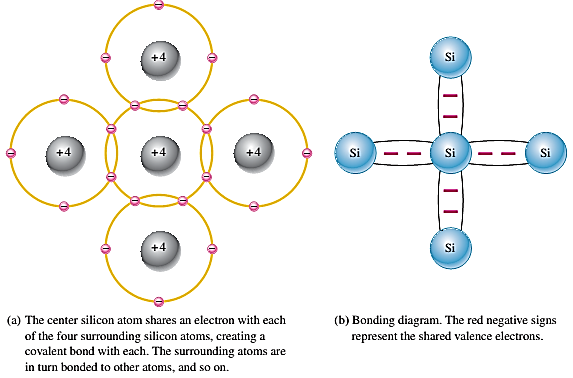 +4
+4
+4
+4
+4
Si
Si
Si
Si
Si
(a) The center silicon atom shares an electron with each
of the four surrounding silicon atoms, creating a
covalent bond with each. The surrounding atoms are
in turn bonded to other atoms, and so on.
(b) Bonding diagram. The red negative signs
represent the shared valence electrons.